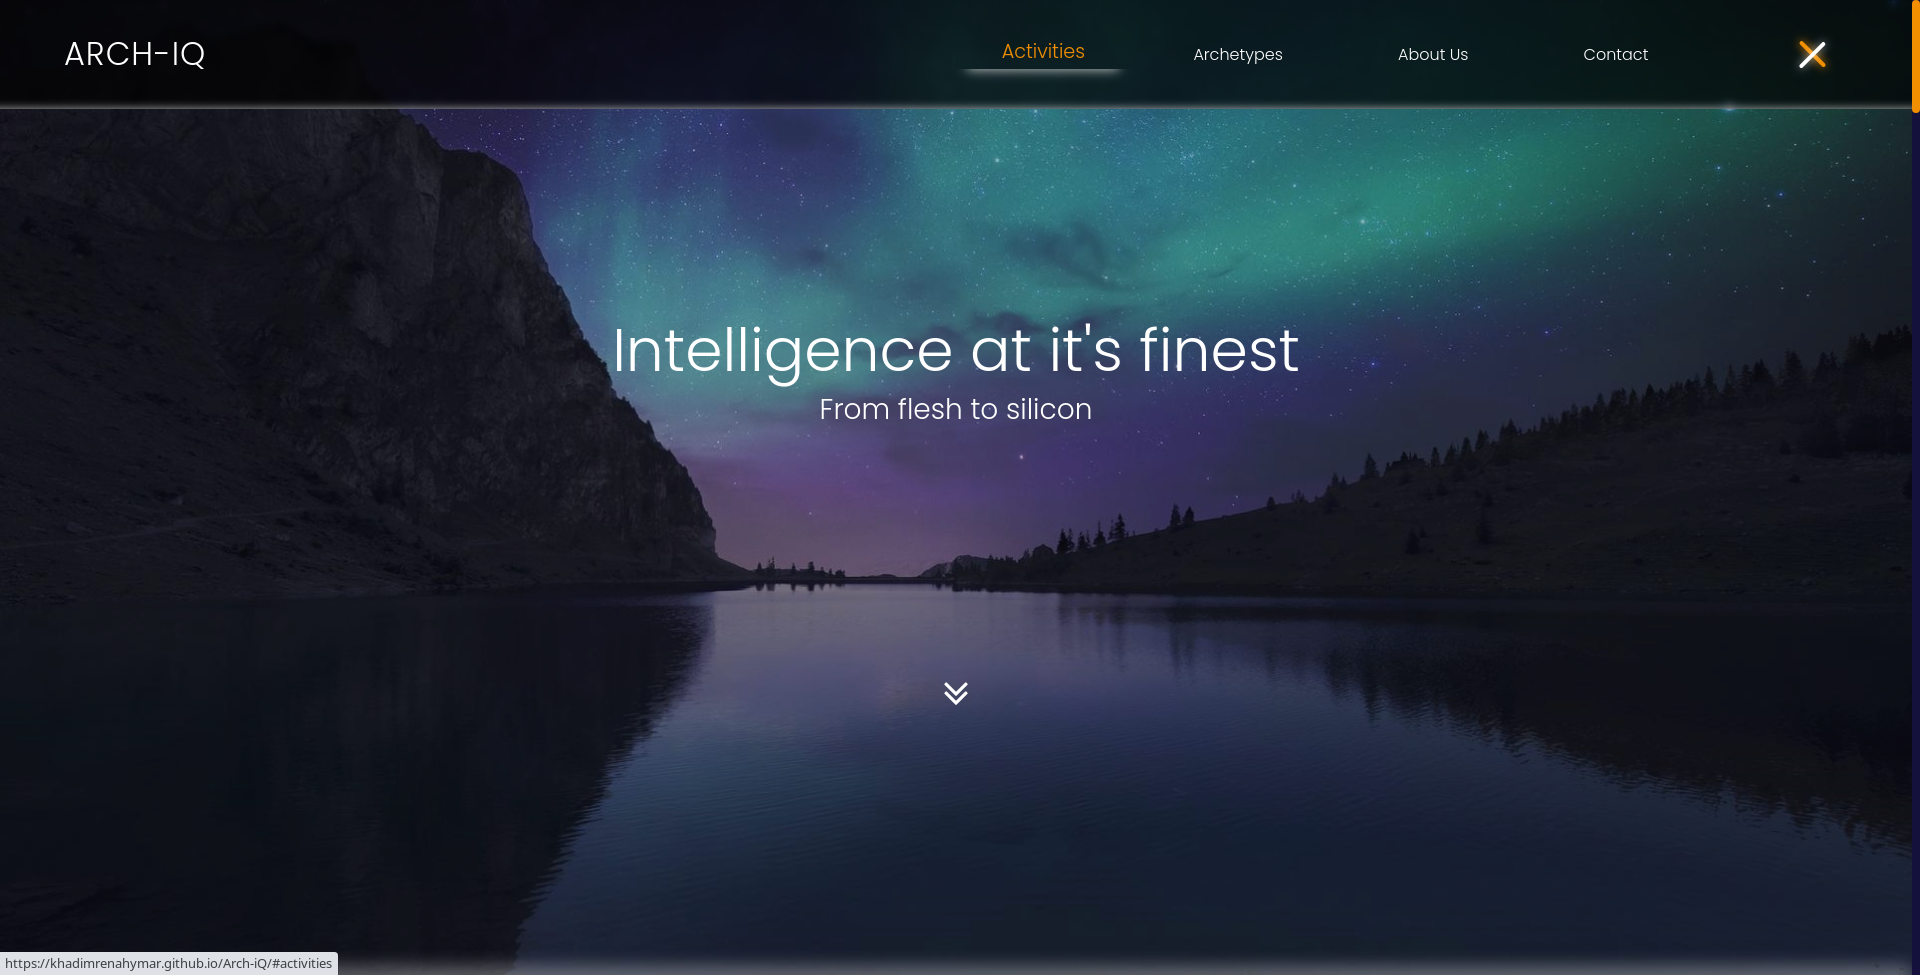 ARCH-IQ
Activities
Archetypes
About Us
Contact
Intelligence at it's finest
From flesh to silicon
https://khadimrenahymar.github.io/Arch-iQ/#activities